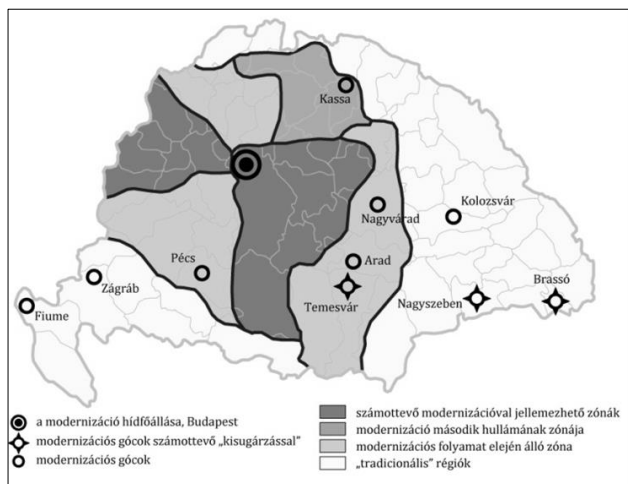 Kassa
Nagyvárad
Kolozsvár
Pécs
Arad
Zágráb
Temesvár
Nagyszeben
Brassó
Fiume
a modernizáció hídfőállása, Budapest
modernizációs gócok számottevő „kisugárzással”
modernizációs gócok
számottevő modernizációval jellemezhető zónák
modernizáció második hullámának zónája
modernizációs folyamat elején álló zóna
„tradicionális” régiók